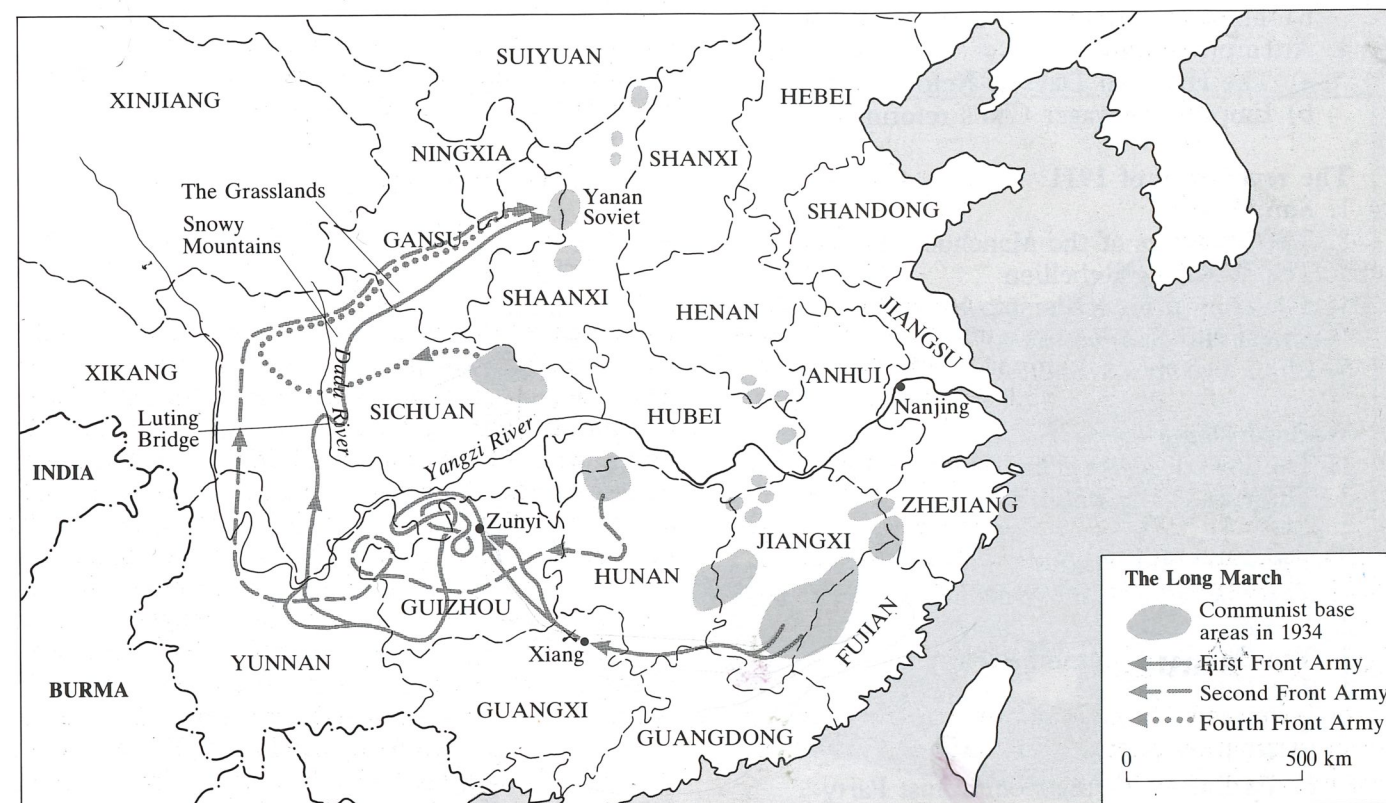 SUIYUAN
XINJIANG
HEBEI
NINGXIA
SHANXI
The Grasslands
Snowy
Mountains
Yanan
Soviet
SHANDONG
GANSU
SHAANXI
HENAN
JIANGSU
XIKANG
Dadu River
ANHUI
Nanjing
SICHUAN
HUBEI
Luting
Bridge
Yangzi River
INDIA
ZHEJIANG
Zunyi
JIANGXI
HUNAN
GUIZHOU
FUJIAN
Xiang
YUNNAN
BURMA
GUANGXI
GUANGDONG
The Long March
Communist base
areas in 1934
First Front Army
Second Front Army
Fourth Front Army
0 500 km